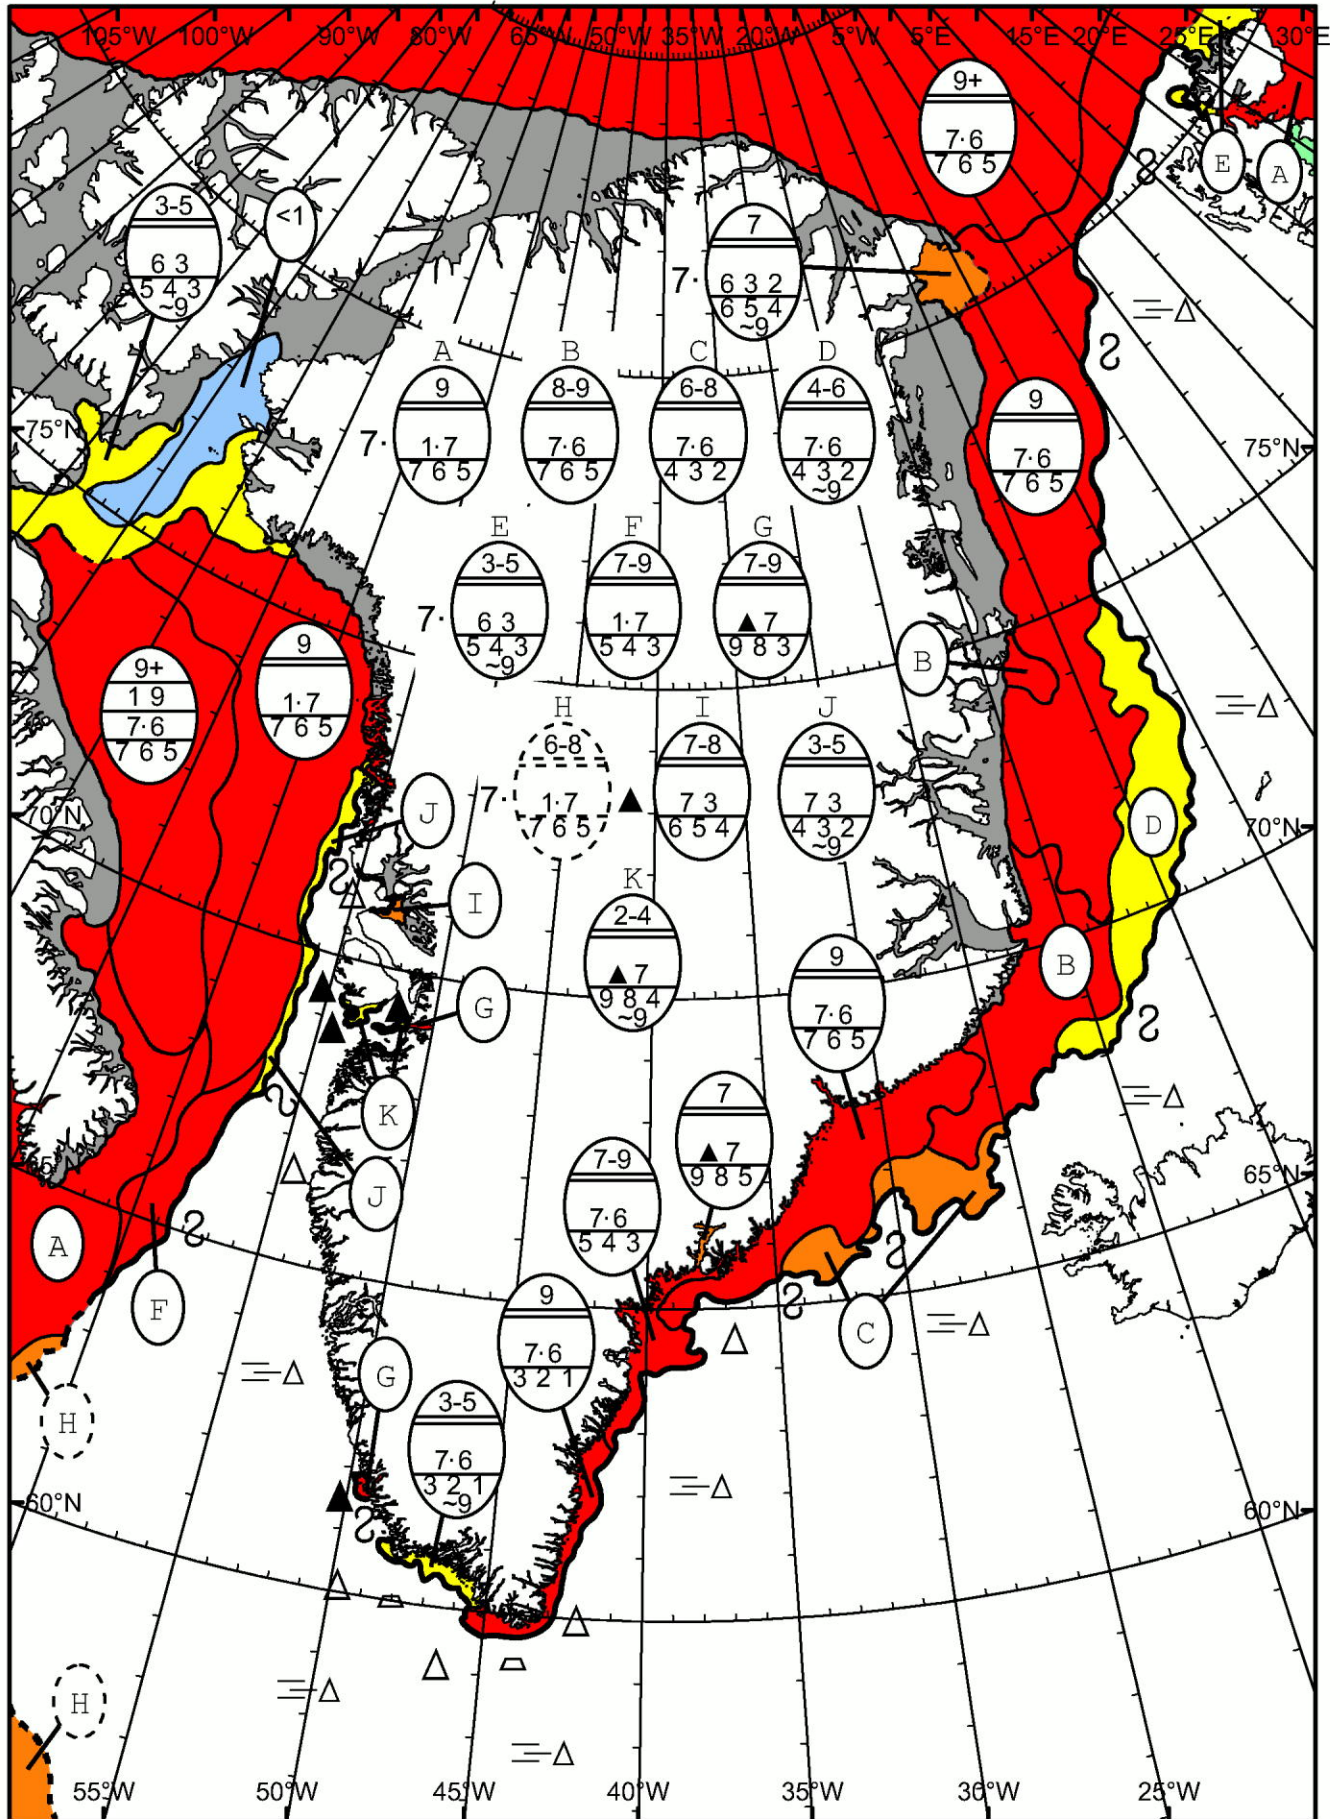 105°W 100°W 90°W 80°W 65°W 50°W 35°W 20°W 5°W 5°E 15°E 20°E 25°E 30°E
9+
7·6
7 6 5
E A
3-5
6 3
5 4 3
~9
<1
7
7· 6 3 2
6 5 4
~9
A B C D
9 8-9 6-8 4-6
7· 1·7 7·6 7·6 7·6
7 6 5 7 6 5 4 3 2 4 3 2
~9
9
7·6
7 6 5
75°N 75°N
E F G
3-5 7-9 7-9
7· 6 3 1·7 ▲ 7
5 4 3 5 4 3 9 8 3
~9
B
9+
1 9
7·6
7 6 5
9
1·7
7 6 5
H I J
6-8 7-8 3-5
7· 1·7 ▲ 7 3 7 3
7 6 5 6 5 4 4 3 2
~9
J
70°N 70°N
D
I
K
2-4
▲ 7
9 8 4
~9
9
7·6
7 6 5
B
G
K
7
▲ 7
9 8 5
65°N
J
7-9
7·6
5 4 3
A
F
9
7·6
3 2 1
C
G
3-5
7·6
3 2 1
~9
H
60°N 60°N
H
55°W 50°W 45°W 40°W 35°W 30°W 25°W